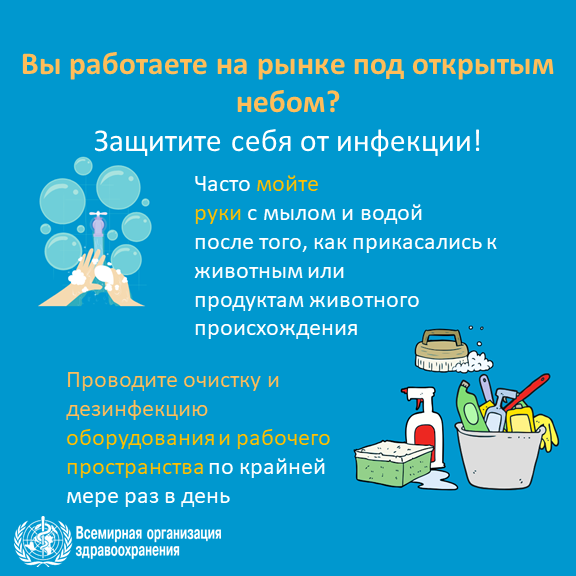 Вы работаете на рынке под открытым
небом?
Защитите себя от инфекции!
Часто мойте
руки с мылом и водой
после того, как прикасались к
животным или
продуктам животного
происхождения
Проводите очистку и
дезинфекцию
оборудования и рабочего
пространства по крайней
мере раз в день
Всемирная организация
здравоохранения